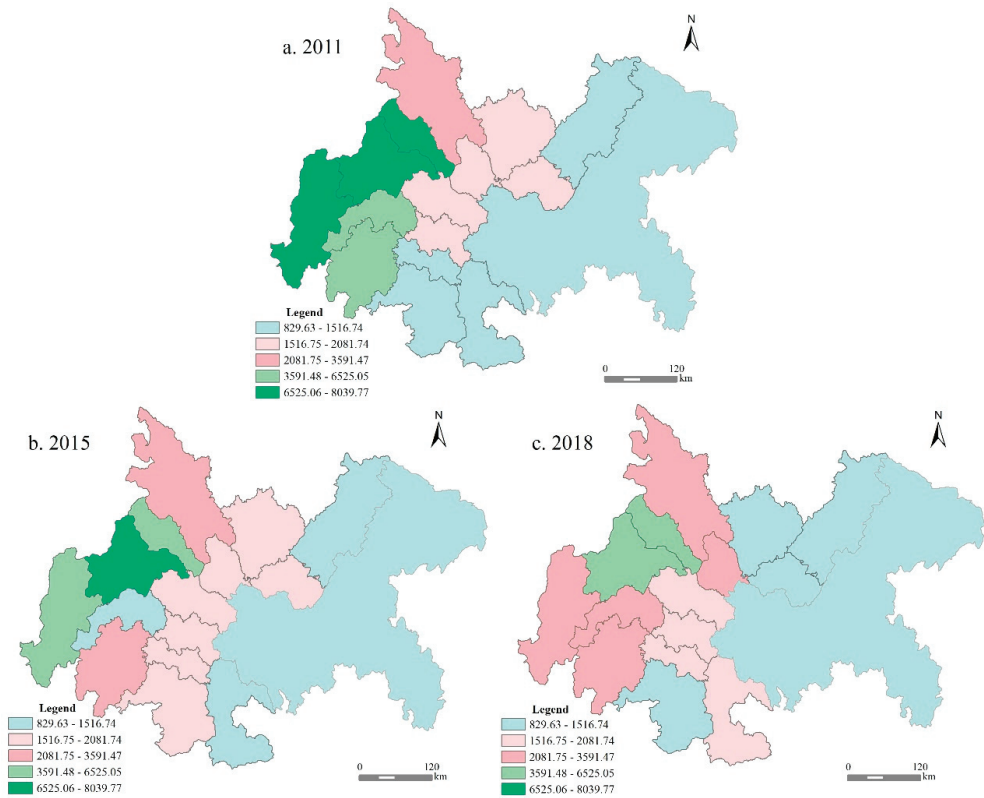 a. 2011
N
Legend
829.63 - 1516.74
1516.75 - 2081.74
2081.75 - 3591.47
3591.48 - 6525.05
6525.06 - 8039.77
0 120
km
b. 2015
N
Legend
829.63 - 1516.74
1516.75 - 2081.74
2081.75 - 3591.47
3591.48 - 6525.05
6525.06 - 8039.77
0 120
km
c. 2018
N
Legend
829.63 - 1516.74
1516.75 - 2081.74
2081.75 - 3591.47
3591.48 - 6525.05
6525.06 - 8039.77
0 120
km